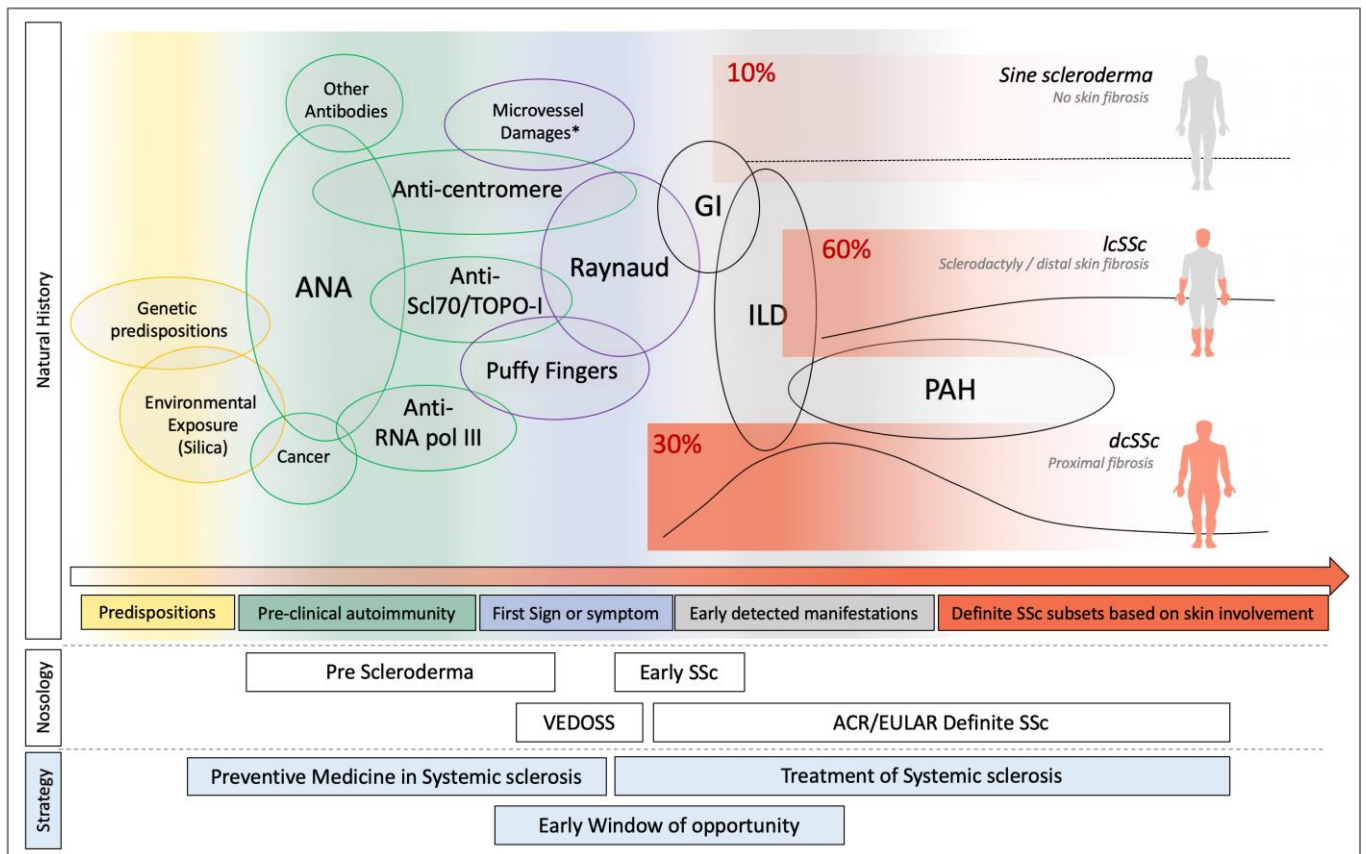 Natural History
Other
Antibodies
Microvessel
Damages*
10%
Sine scleroderma
No skin fibrosis
Anti-centromere
GI
60%
lcSSc
Sclerodactyly / distal skin fibrosis
ANA
Anti-
Scl70/TOPO-I
Raynaud
ILD
Genetic
predispositions
Puffy Fingers
PAH
Environmental
Exposure
(Silica)
Anti-
RNA pol III
Cancer
30%
dcSSc
Proximal fibrosis
Predispositions
Pre-clinical autoimmunity
First Sign or symptom
Early detected manifestations
Definite SSc subsets based on skin involvement
Nosology
Pre Scleroderma
Early SSc
VEDOSS
ACR/EULAR Definite SSc
Strategy
Preventive Medicine in Systemic sclerosis
Treatment of Systemic sclerosis
Early Window of opportunity